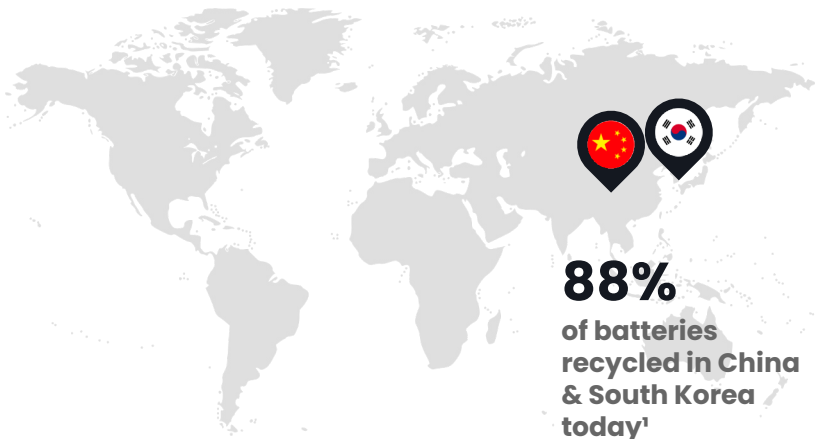 88%
of batteries
recycled in China
& South Korea
today¹